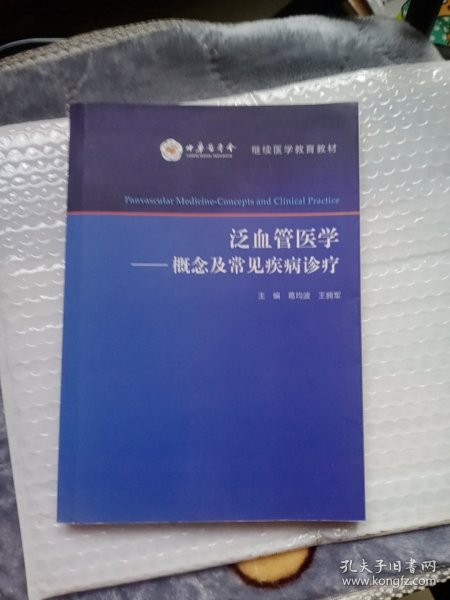 中华医学会 继续医学教育教材
Panvascular Medicine-Concepts and Clinical Practice
泛血管医学
——概念及常见疾病诊疗
主 编 葛均波 王拥军
孔夫子旧书网
www.kongfz.com